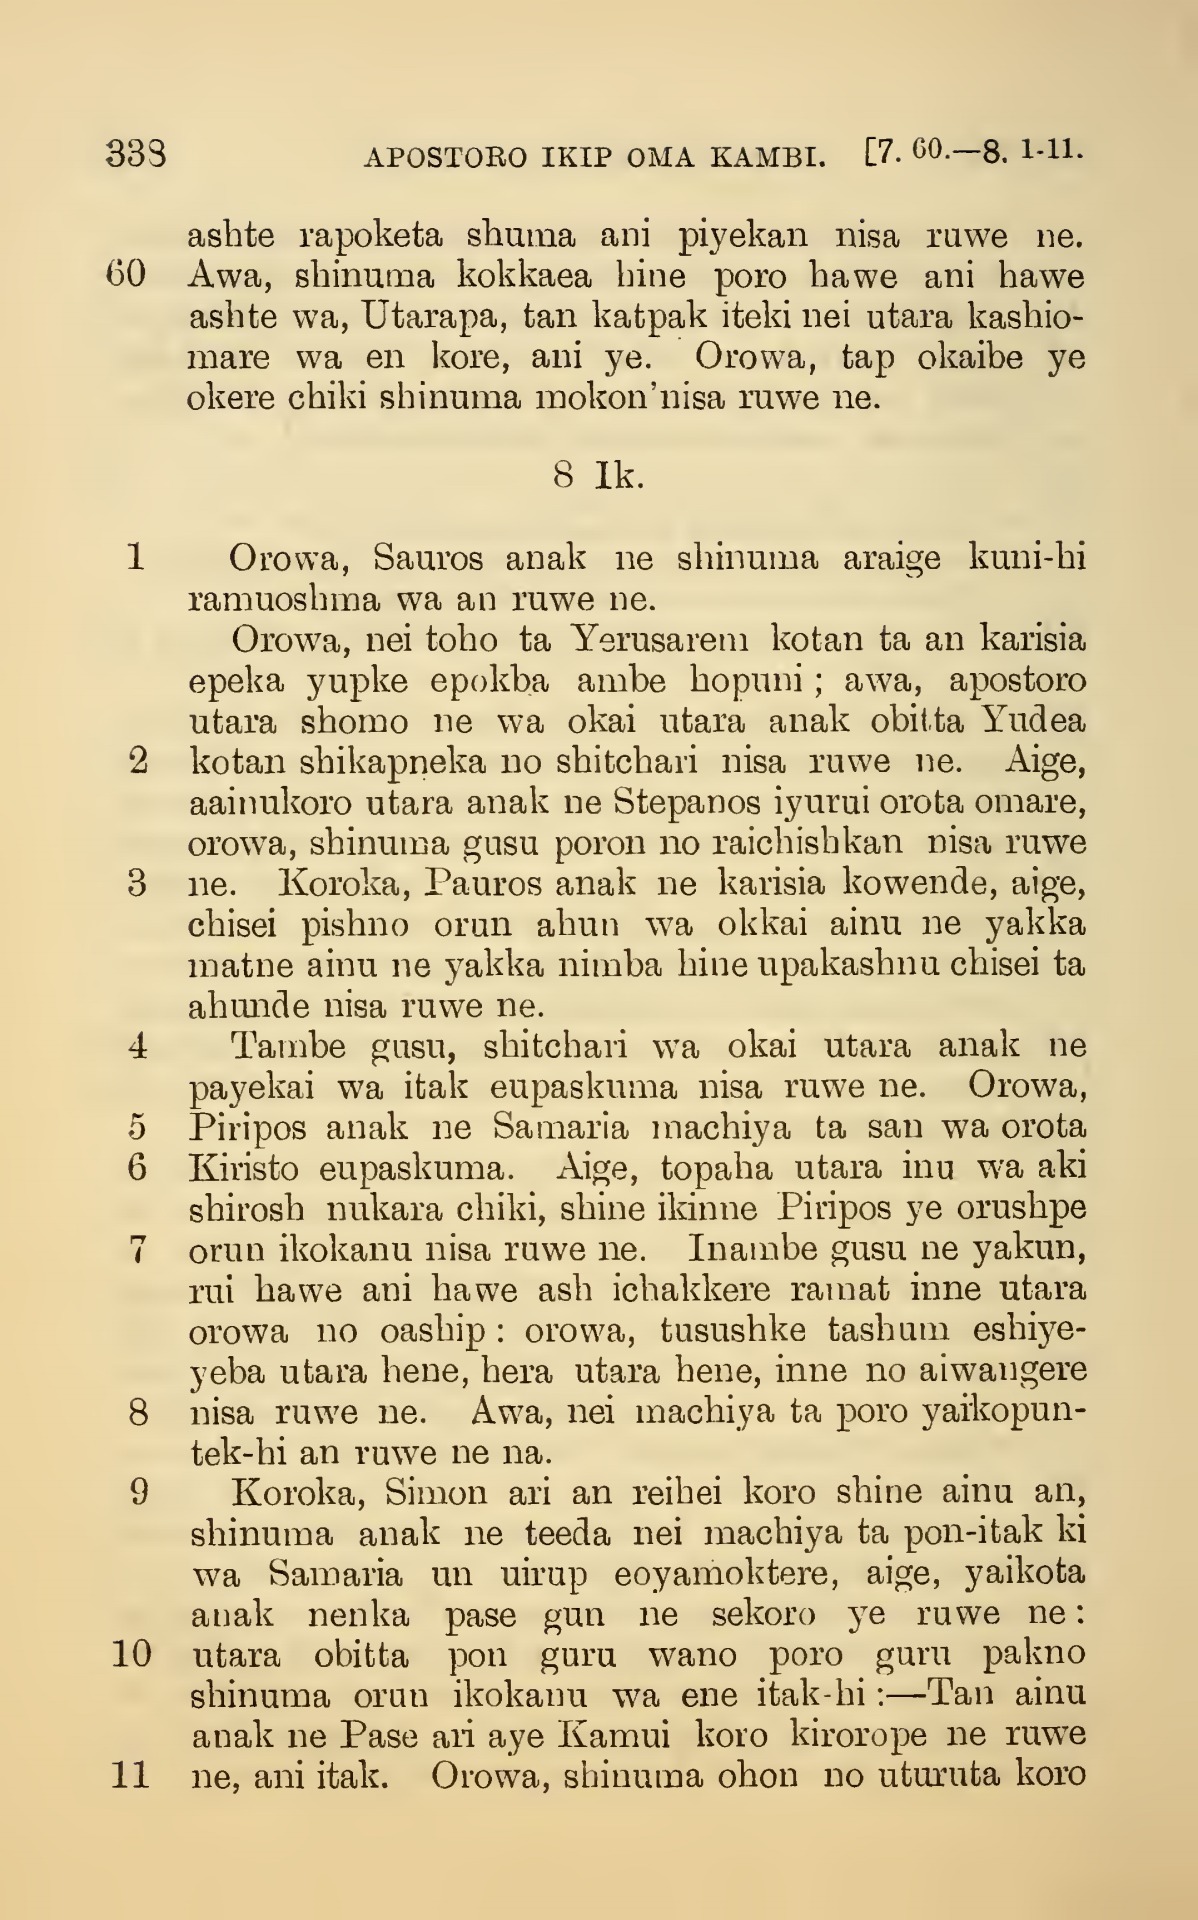 338 APOSTORO IKIP OMA KAMBI. [7. 60.—8. 1-11.
ashte rapoketa shuma ani piyekan nisa ruwe ne.
60 Awa, shinuma kokkaea hine poro hawe ani hawe
ashte wa, Utarapa, tan katpak iteki nei utara kashio-
mare wa en kore, ani ye. Orowa, tap okaibe ye
okere chiki shinuma mokon'nisa ruwe ne.
8 Ik.
1 Orowa, Sauros anak ne shinuma araige kuni-hi
ramuoshma wa an ruwe ne.
Orowa, nei toho ta Yerusarem kotan ta an karisia
epeka yupke epokba ambe hopuni ; awa, apostoro
utara shomo ne wa okai utara anak obitta Yudea
2 kotan shikapneka no shitchari nisa ruwe ne. Aige,
aainukoro utara anak ne Stepanos iyurui orota omare,
orowa, shinuma gusu poron no raichishkan nisa ruwe
3 ne. Koroka, Pauros anak ne karisia kowende, aige,
chisei pishno orun ahun wa okkai ainu ne yakka
matne ainu ne yakka nimba hine upakashnu chisei ta
ahunde nisa ruwe ne.
4 Tambe gusu, shitchari wa okai utara anak ne
payekai wa itak eupaskuma nisa ruwe ne. Orowa,
5 Piripos anak ne Samaria machiya ta san wa orota
6 Kiristo eupaskuma. Aige, topaha utara inu wa aki
shirosh nukara chiki, shine ikinne Piripos ye orushpe
7 orun ikokanu nisa ruwe ne. Inambe gusu ne yakun,
rui hawe ani hawe ash ichakkere ramat inne utara
orowa no oaship : orowa, tusushke tashum eshiye-
yeba utara hene, hera utara hene, inne no aiwangere
8 nisa ruwe ne. Awa, nei machiya ta poro yaikopun-
tek-hi an ruwe ne na.
9 Koroka, Simon ari an reihei koro shine ainu an,
shinuma anak ne teeda nei machiya ta pon-itak ki
wa Samaria un uirup eoyamoktere, aige, yaikota
anak nenka pase gun ne sekoro ye ruwe ne :
10 utara obitta pon guru wano poro guru pakno
shinuma orun ikokanu wa ene itak-hi :—Tan ainu
anak ne Pase ari aye Kamui koro kirorope ne ruwe
11 ne, ani itak. Orowa, shinuma ohon no uturuta koro